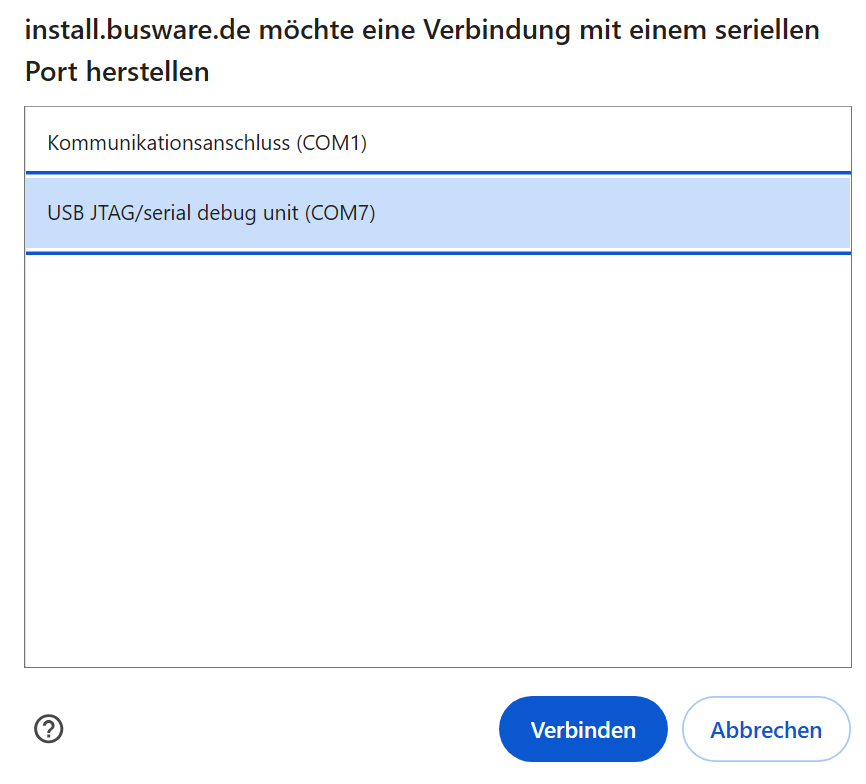 install.busware.de möchte eine Verbindung mit einem seriellen
Port herstellen
Kommunikationsanschluss (COM1)
USB JTAG/serial debug unit (COM7)
Verbinden
Abbrechen